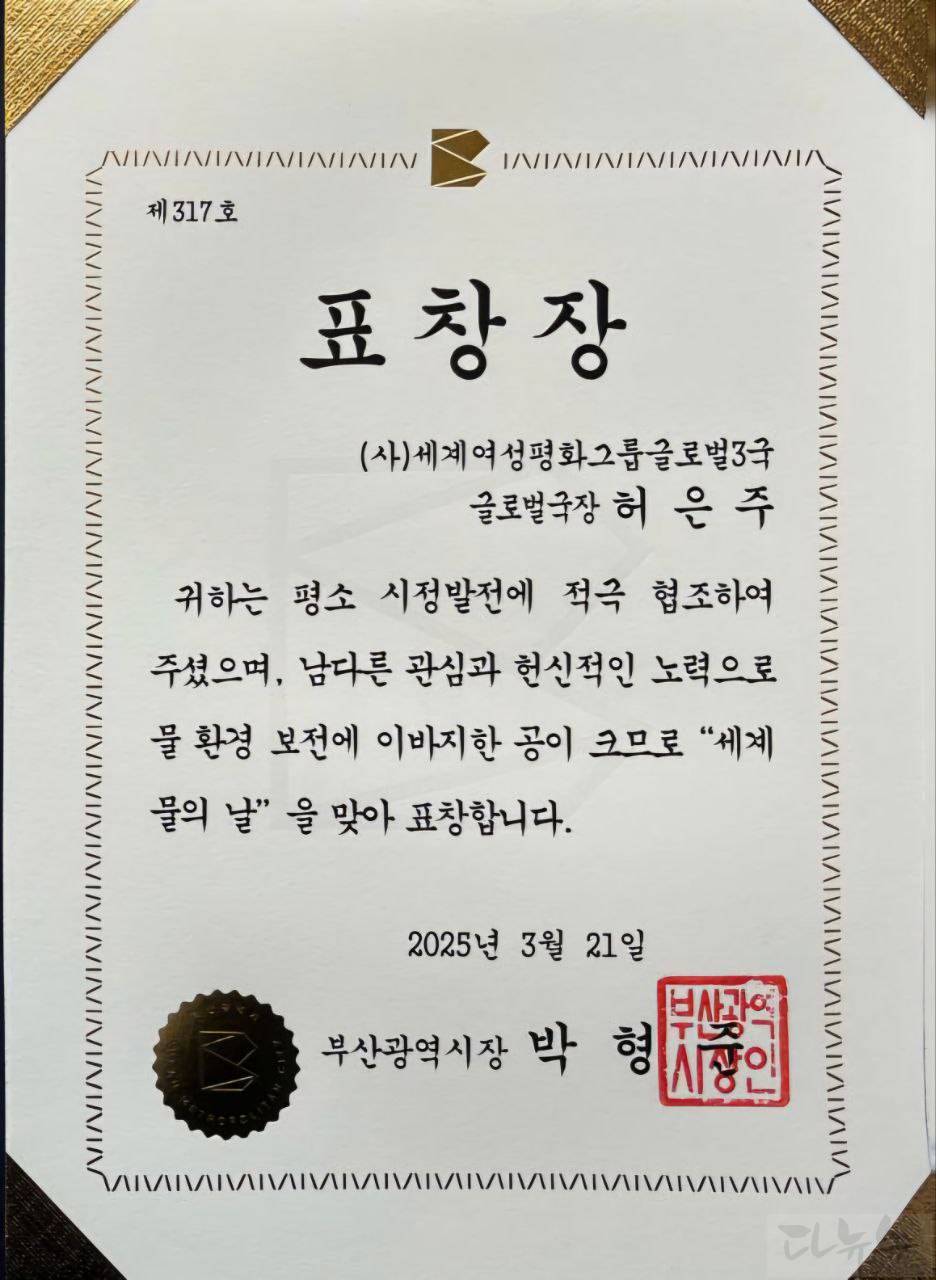 제317호
표창장
(사)세계여성평화그룹글로벌3국
글로벌국장 허 은 주
귀하는 평소 시정발전에 적극 협조하여
주셨으며, 남다른 관심과 헌신적인 노력으로
물 환경 보전에 이바지한 공이 크므로 “세계
물의 날” 을 맞아 표창합니다.
2025년 3월 21일
부산광역시장 박 형 준
부산광역
시장인
METROPOLITAN CITY
다뉴스